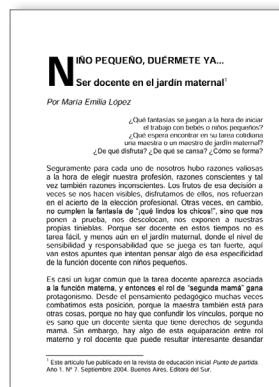 NIÑO PEQUEÑO, DUÉRMETE YA...
Ser docente en el jardín maternal¹
Por María Emilia López
¿Qué fantasías se juegan a la hora de iniciar
el trabajo con bebés o niños pequeños?
¿Qué espera encontrar en su tarea cotidiana
una maestra o un maestro de jardín maternal?
¿De qué disfruta? ¿De qué se cansa? ¿Cómo se forma?
Seguramente para cada uno de nosotros hubo razones valiosas
a la hora de elegir nuestra profesión, razones conscientes y tal
vez también razones inconscientes. Los frutos de esa decisión a
veces se nos hacen visibles, disfrutamos de ellos, nos refuerzan
en el acierto de la elección profesional. Otras veces, en cambio,
no cumplen la fantasía de "¡qué lindos los chicos!", sino que nos
ponen a prueba, nos descolocan, nos exponen a nuestras
propias tinieblas. Porque ser docente en estos tiempos no es
tarea fácil, y menos aún en el jardín maternal, donde el nivel de
sensibilidad y responsabilidad que se juega es tan fuerte, aquí
van estos apuntes que intentan pensar algo de esa especificidad
de la función docente con niños pequeños.
Es casi un lugar común que la tarea docente aparezca asociada
a la función materna, y entonces el rol de "segunda mamá" gana
protagonismo. Desde el pensamiento pedagógico muchas veces
combatimos esta posición, porque la maestra también está para
otras cosas, porque no hay que confundir los vínculos, porque no
es sano que un docente sienta que tiene derechos de segunda
mamá. Sin embargo, hay algo de esta equiparación entre rol
materno y rol docente que puede resultar interesante desandar
¹ Este artículo fue publicado en la revista de educación inicial Punto de partida.
Año 1. Nº 7. Septiembre 2004. Buenos Aires. Editora del Sur.